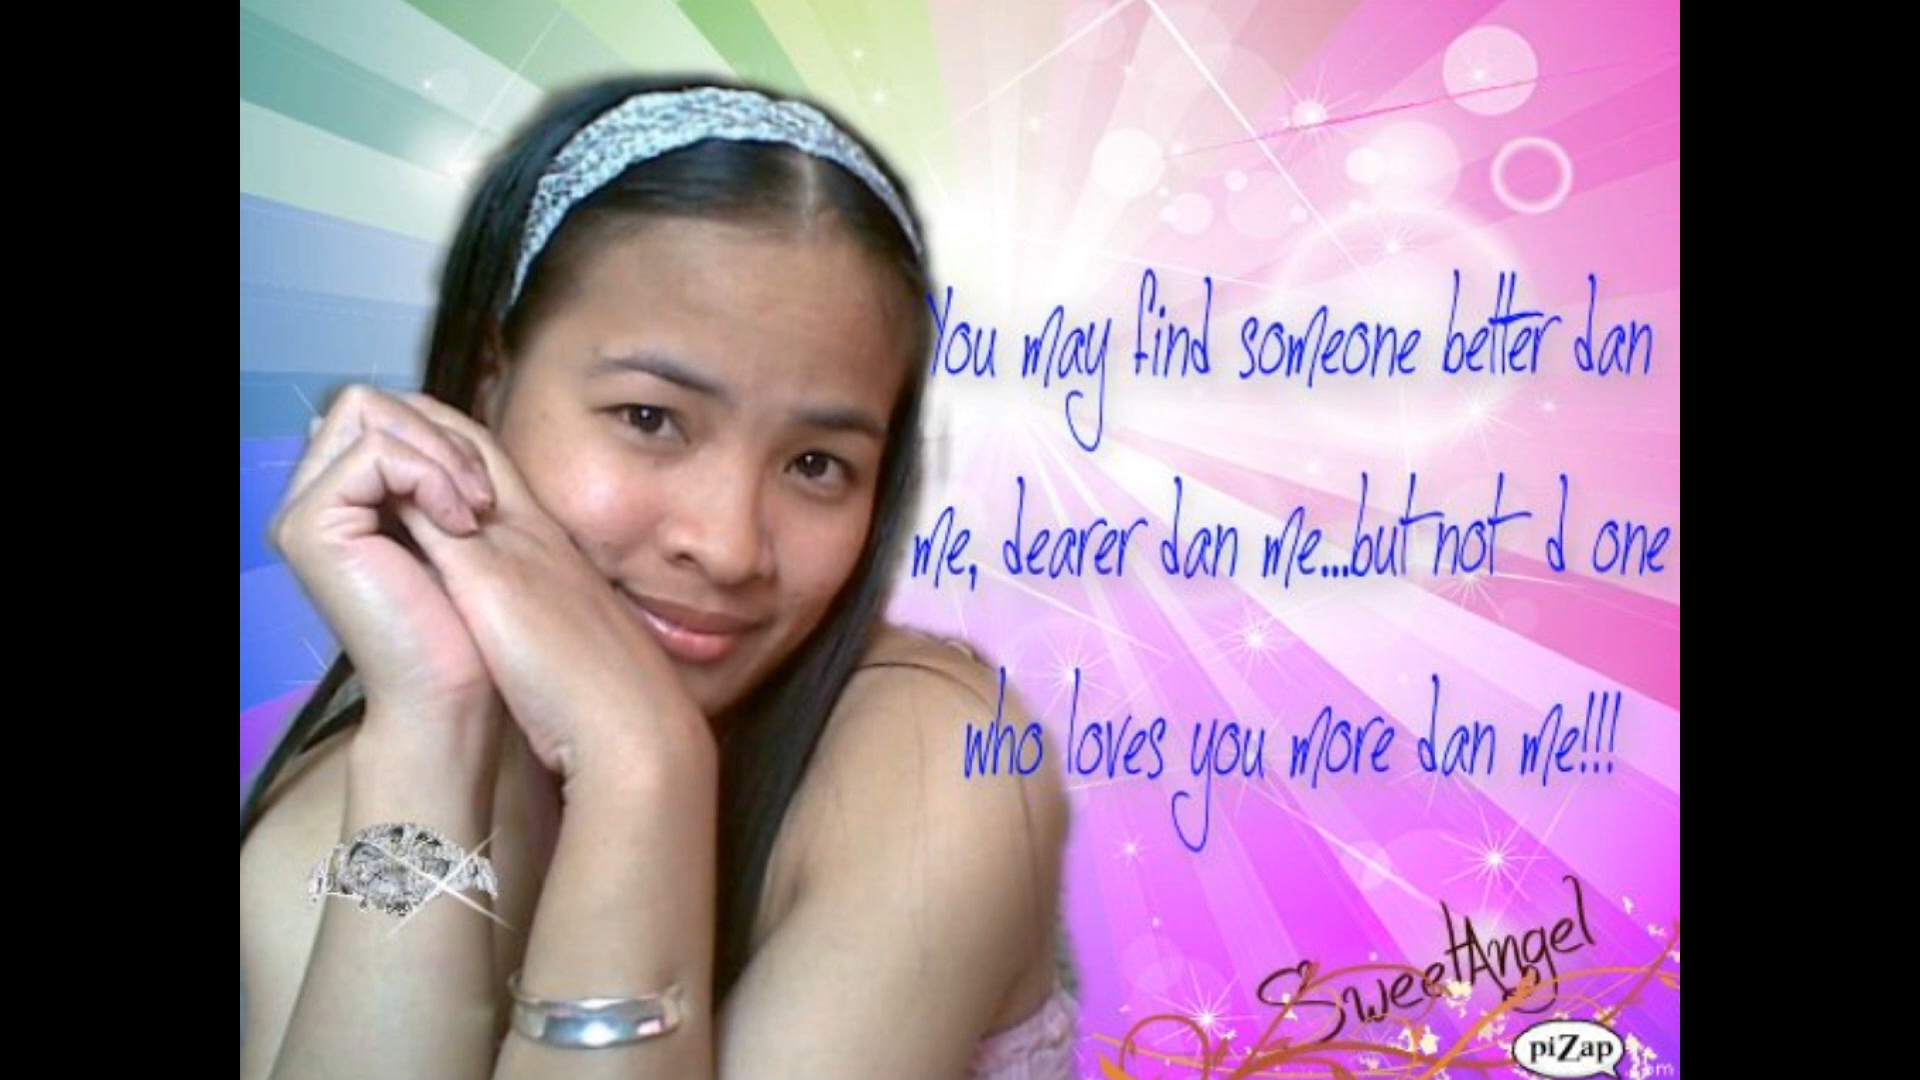 You may find someone better dan
me, dearer dan me...but not d one
who loves you more dan me!!!
SweetAngel
piZap